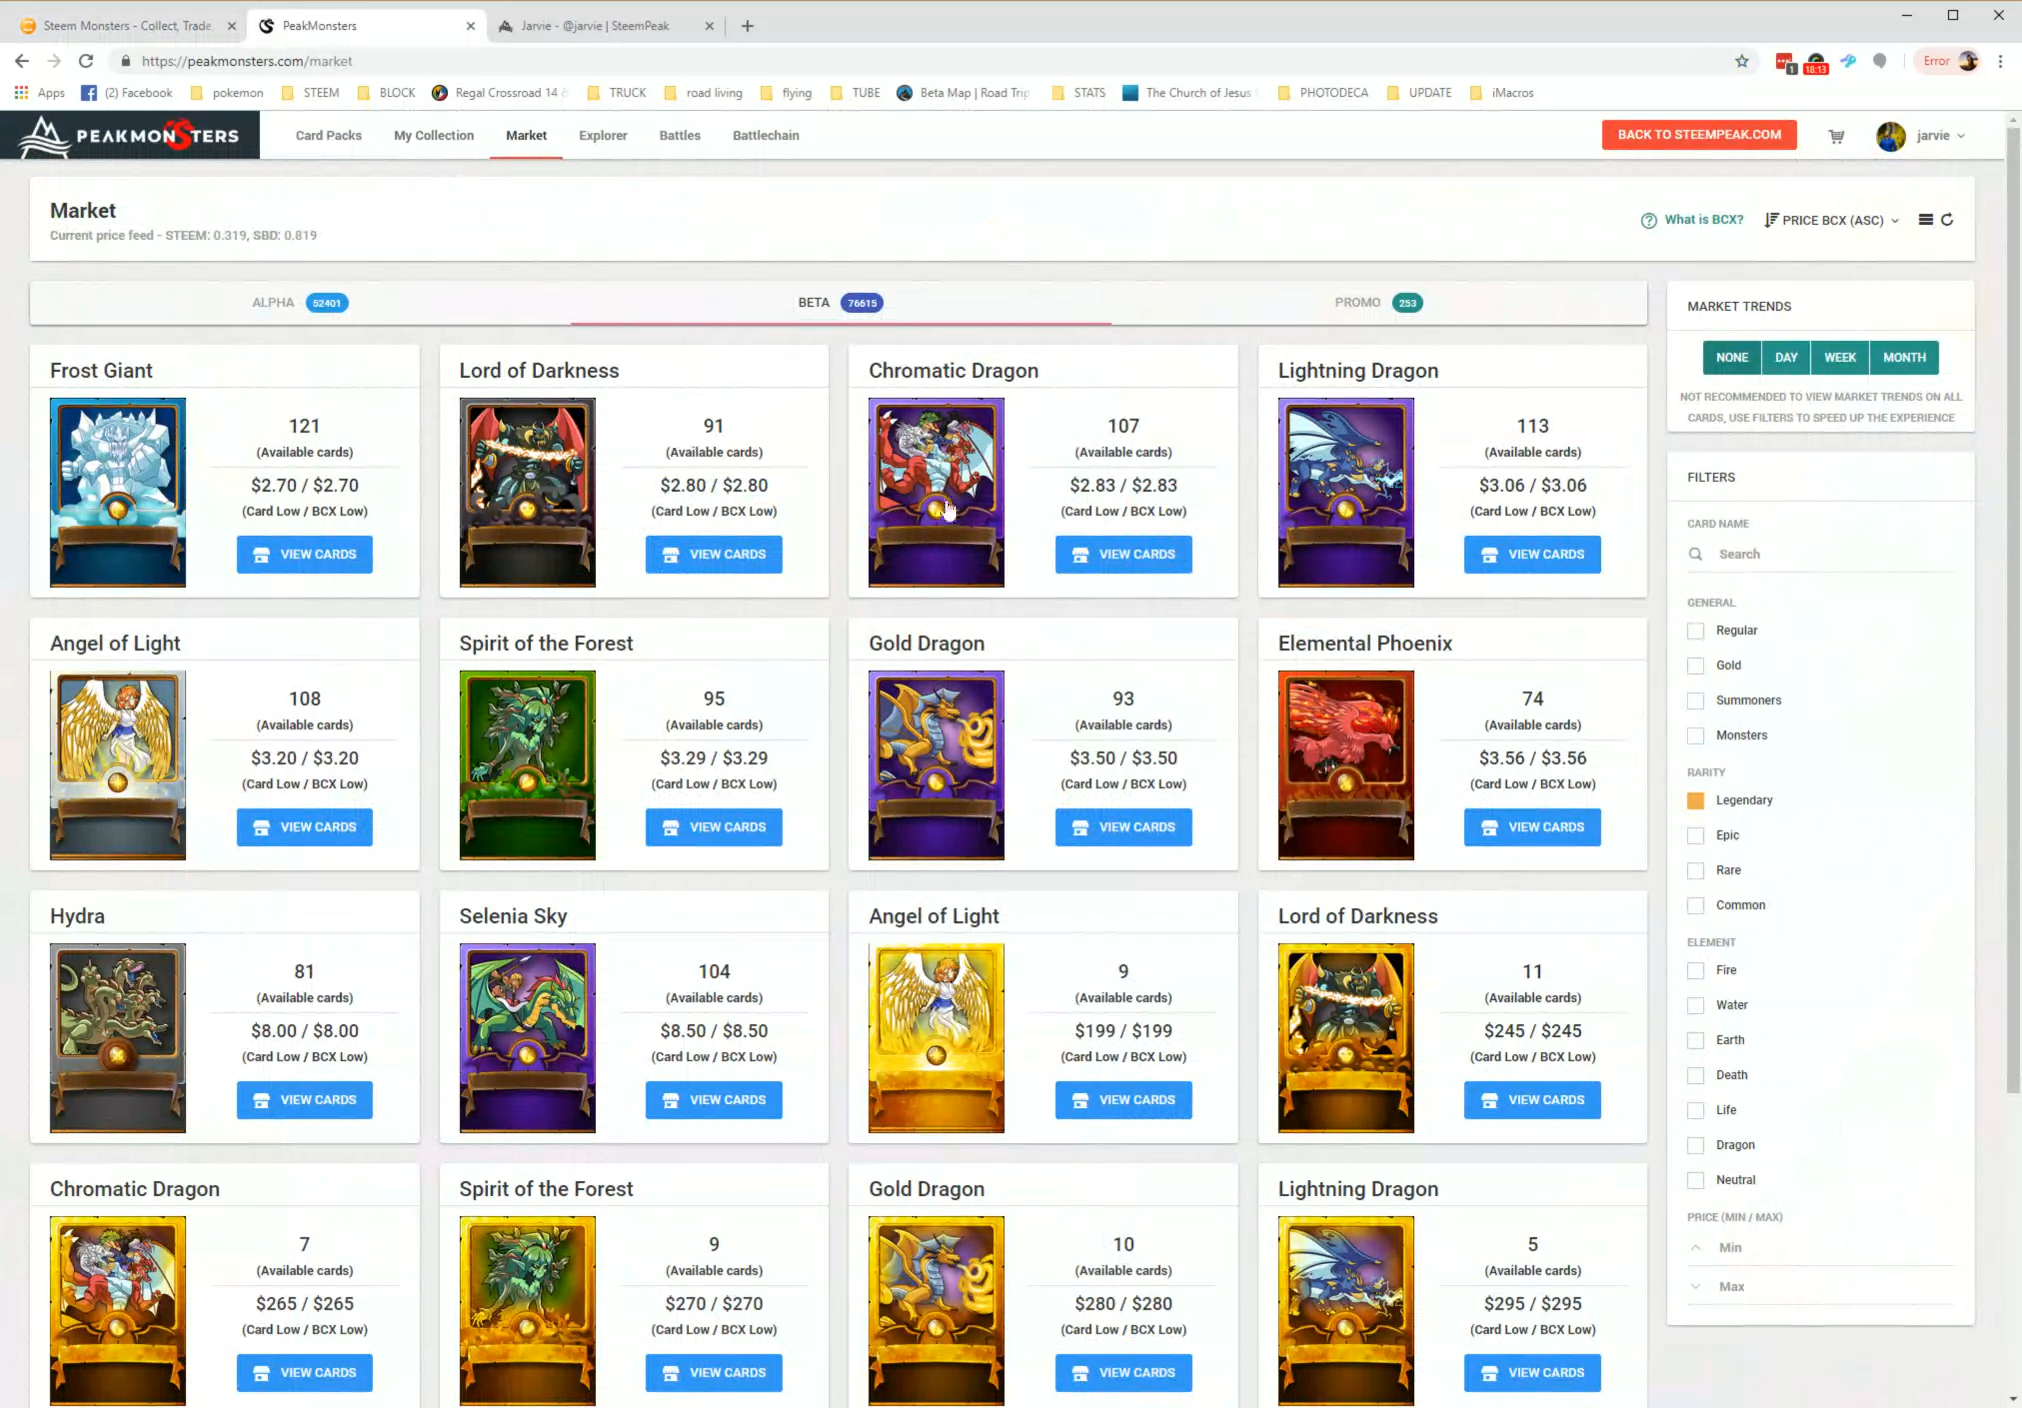 Steem Monsters - Collect, Trade
PeakMonsters
Jarvie - @jarvie | SteemPeak
https://peakmonsters.com/market
1
18:13
Error
Apps
(2) Facebook
pokemon
STEEM
BLOCK
Regal Crossroad 14
TRUCK
road living
flying
TUBE
Beta Map | Road Trip
STATS
The Church of Jesus
PHOTODECA
UPDATE
iMacros
PEAKMONSTERS
Card Packs
My Collection
Market
Explorer
Battles
Battlechain
BACK TO STEEMPEAK.COM
jarvie
Market
Current price feed - STEEM: 0.319, SBD: 0.819
What is BCX?
PRICE BCX (ASC)
ALPHA 52401
BETA 76615
PROMO 253
Frost Giant
121
(Available cards)
$2.70 / $2.70
(Card Low / BCX Low)
VIEW CARDS
Lord of Darkness
91
(Available cards)
$2.80 / $2.80
(Card Low / BCX Low)
VIEW CARDS
Chromatic Dragon
107
(Available cards)
$2.83 / $2.83
(Card Low / BCX Low)
VIEW CARDS
Lightning Dragon
113
(Available cards)
$3.06 / $3.06
(Card Low / BCX Low)
VIEW CARDS
Angel of Light
108
(Available cards)
$3.20 / $3.20
(Card Low / BCX Low)
VIEW CARDS
Spirit of the Forest
95
(Available cards)
$3.29 / $3.29
(Card Low / BCX Low)
VIEW CARDS
Gold Dragon
93
(Available cards)
$3.50 / $3.50
(Card Low / BCX Low)
VIEW CARDS
Elemental Phoenix
74
(Available cards)
$3.56 / $3.56
(Card Low / BCX Low)
VIEW CARDS
Hydra
81
(Available cards)
$8.00 / $8.00
(Card Low / BCX Low)
VIEW CARDS
Selenia Sky
104
(Available cards)
$8.50 / $8.50
(Card Low / BCX Low)
VIEW CARDS
Angel of Light
9
(Available cards)
$199 / $199
(Card Low / BCX Low)
VIEW CARDS
Lord of Darkness
11
(Available cards)
$245 / $245
(Card Low / BCX Low)
VIEW CARDS
Chromatic Dragon
7
(Available cards)
$265 / $265
(Card Low / BCX Low)
VIEW CARDS
Spirit of the Forest
9
(Available cards)
$270 / $270
(Card Low / BCX Low)
VIEW CARDS
Gold Dragon
10
(Available cards)
$280 / $280
(Card Low / BCX Low)
VIEW CARDS
Lightning Dragon
5
(Available cards)
$295 / $295
(Card Low / BCX Low)
VIEW CARDS
MARKET TRENDS
NONE
DAY
WEEK
MONTH
NOT RECOMMENDED TO VIEW MARKET TRENDS ON ALL
CARDS, USE FILTERS TO SPEED UP THE EXPERIENCE
FILTERS
CARD NAME
Search
GENERAL
Regular
Gold
Summoners
Monsters
RARITY
Legendary
Epic
Rare
Common
ELEMENT
Fire
Water
Earth
Death
Life
Dragon
Neutral
PRICE (MIN / MAX)
Min
Max